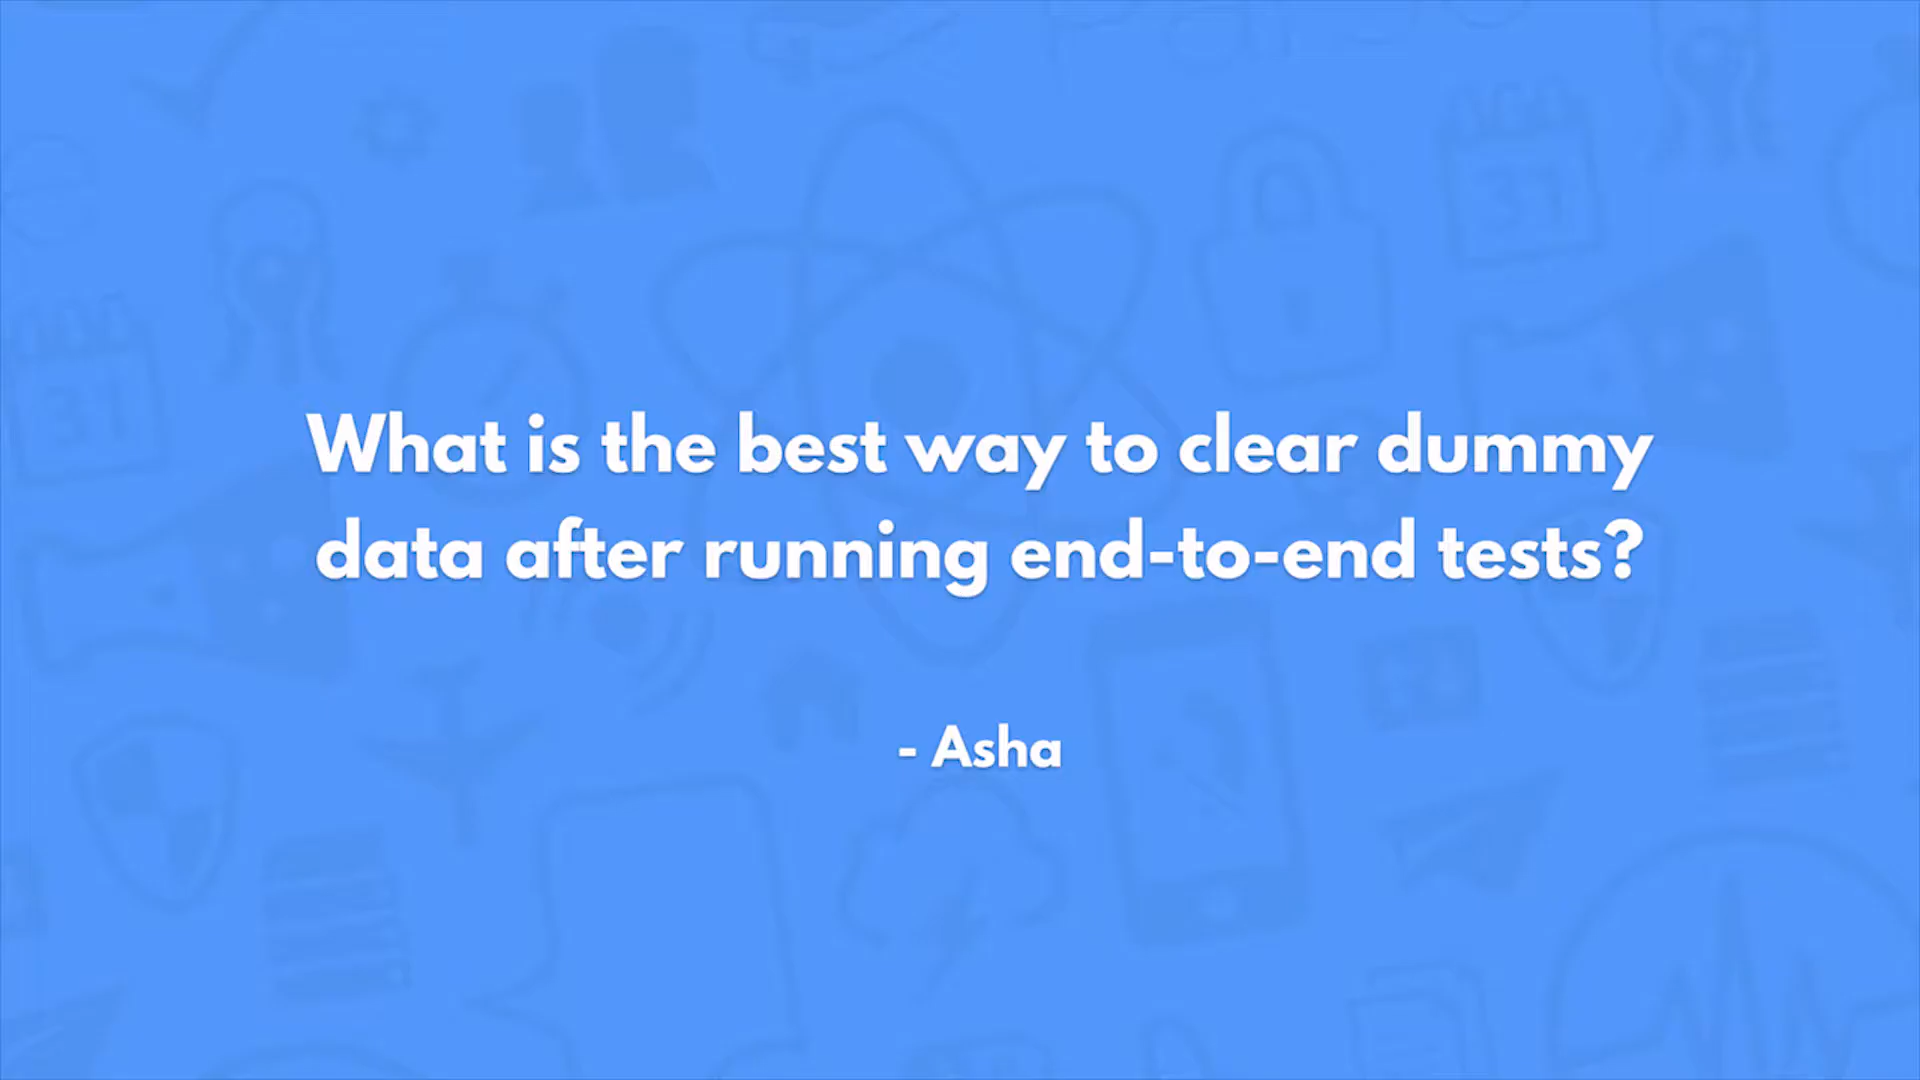 What is the best way to clear dummy
data after running end-to-end tests?
- Asha